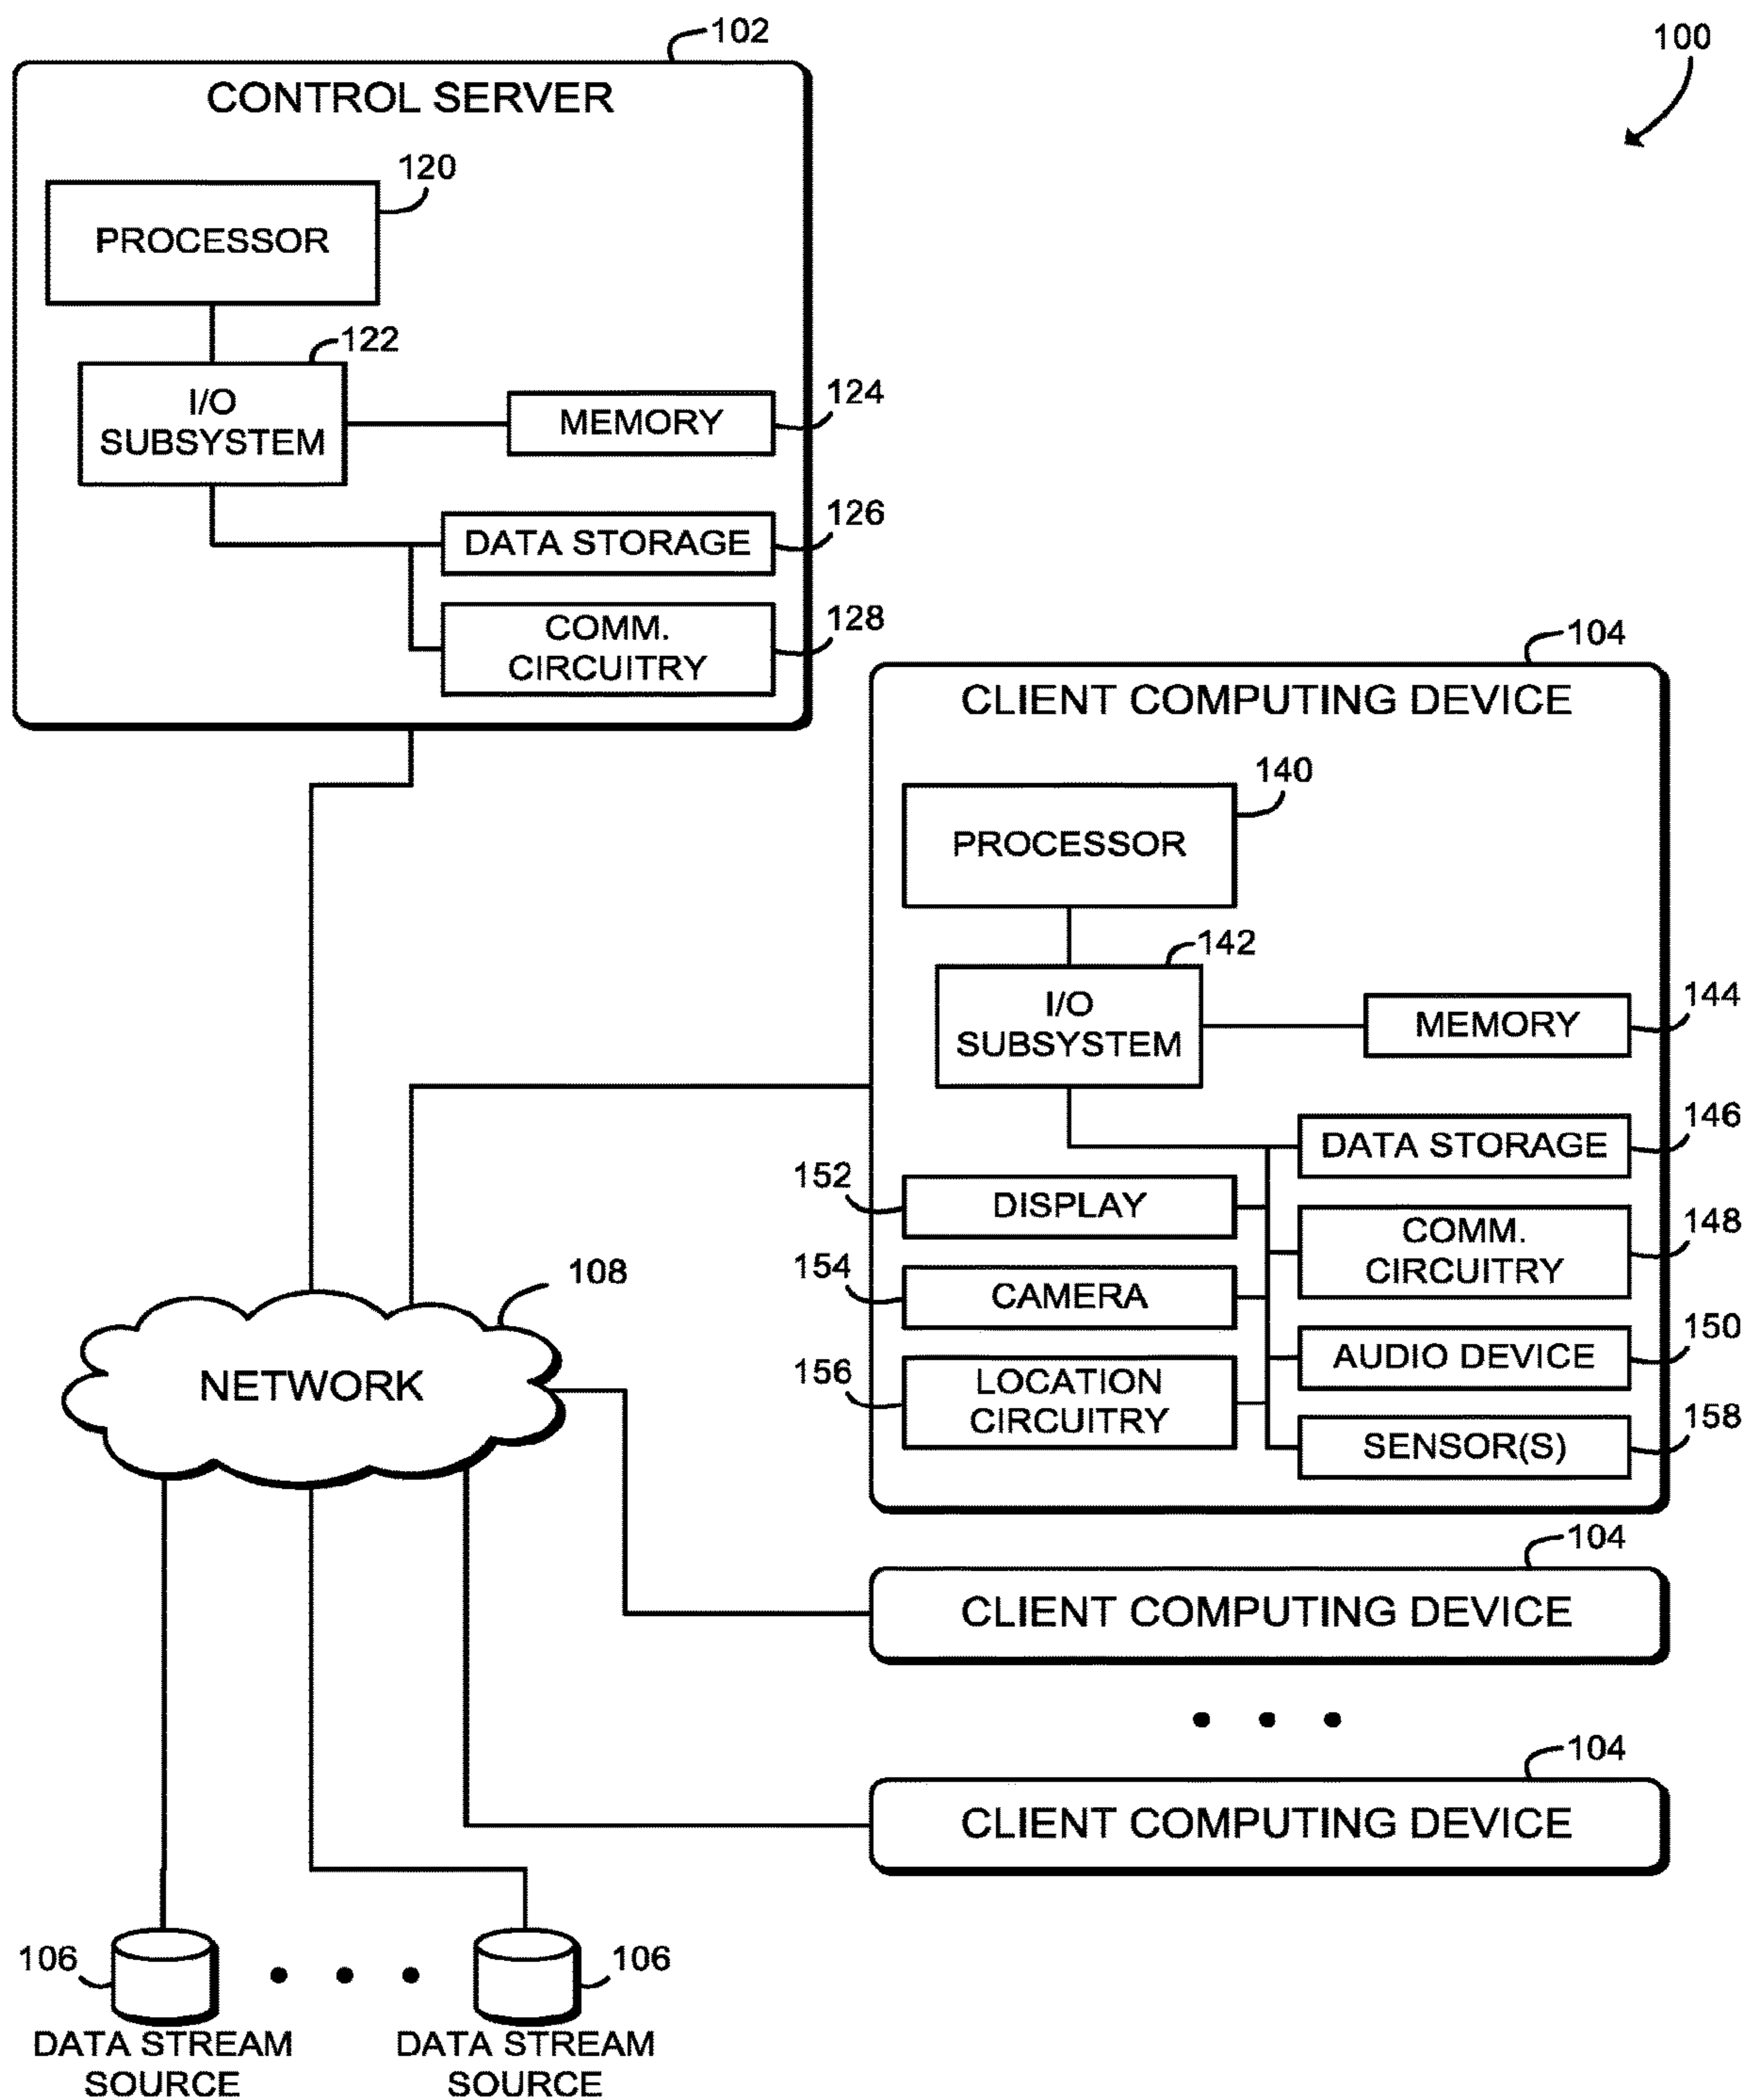 100
102
CONTROL SERVER
120
PROCESSOR
122
I/O
SUBSYSTEM
124
MEMORY
126
DATA STORAGE
128
COMM.
CIRCUITRY
104
CLIENT COMPUTING DEVICE
140
PROCESSOR
142
I/O
SUBSYSTEM
144
MEMORY
146
DATA STORAGE
152
DISPLAY
148
COMM.
CIRCUITRY
154
CAMERA
150
AUDIO DEVICE
156
LOCATION
CIRCUITRY
158
SENSOR(S)
108
NETWORK
104
CLIENT COMPUTING DEVICE
104
CLIENT COMPUTING DEVICE
106
DATA STREAM
SOURCE
106
DATA STREAM
SOURCE